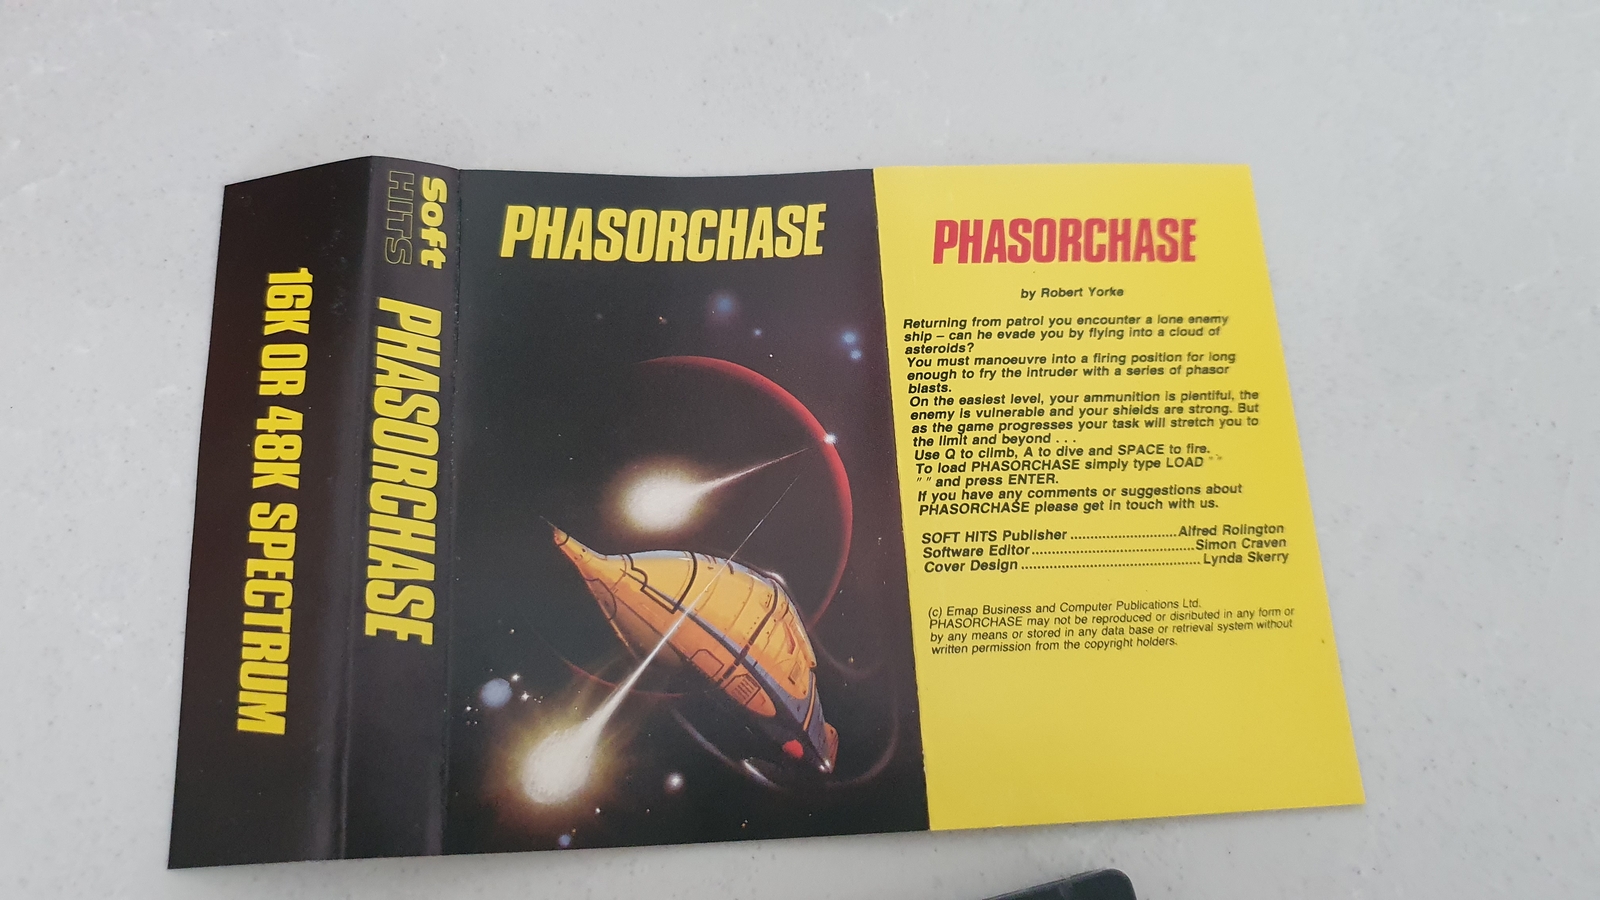 16K OR 48K SPECTRUM
Soft
HITS
PHASORCHASE
PHASORCHASE
PHASORCHASE
by Robert Yorke
Returning from patrol you encounter a lone enemy
ship – can he evade you by flying into a cloud of
asteroids?
You must manoeuvre into a firing position for long
enough to fry the intruder with a series of phasor
blasts.
On the easiest level, your ammunition is plentiful, the
enemy is vulnerable and your shields are strong. But
as the game progresses your task will stretch you to
the limit and beyond . . .
Use Q to climb, A to dive and SPACE to fire.
To load PHASORCHASE simply type LOAD " "
" " and press ENTER.
If you have any comments or suggestions about
PHASORCHASE please get in touch with us.
SOFT HITS Publisher ........................ Alfred Rolington
Software Editor ........................ Simon Craven
Cover Design ........................ Lynda Skerry
(c) Emap Business and Computer Publications Ltd.
PHASORCHASE may not be reproduced or disributed in any form or
by any means or stored in any data base or retrieval system without
written permission from the copyright holders.